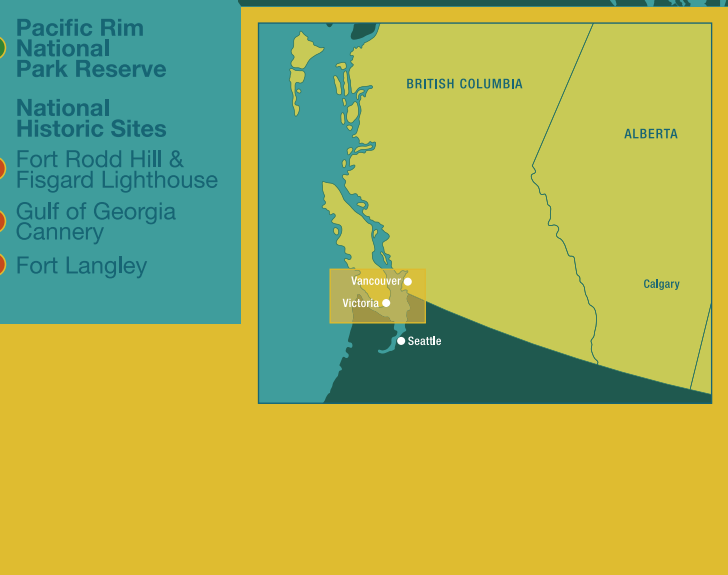 Pacific Rim
National
Park Reserve
National
Historic Sites
Fort Rodd Hill &
Fisgard Lighthouse
Gulf of Georgia
Cannery
Fort Langley
BRITISH COLUMBIA
ALBERTA
Calgary
Vancouver
Victoria
Seattle